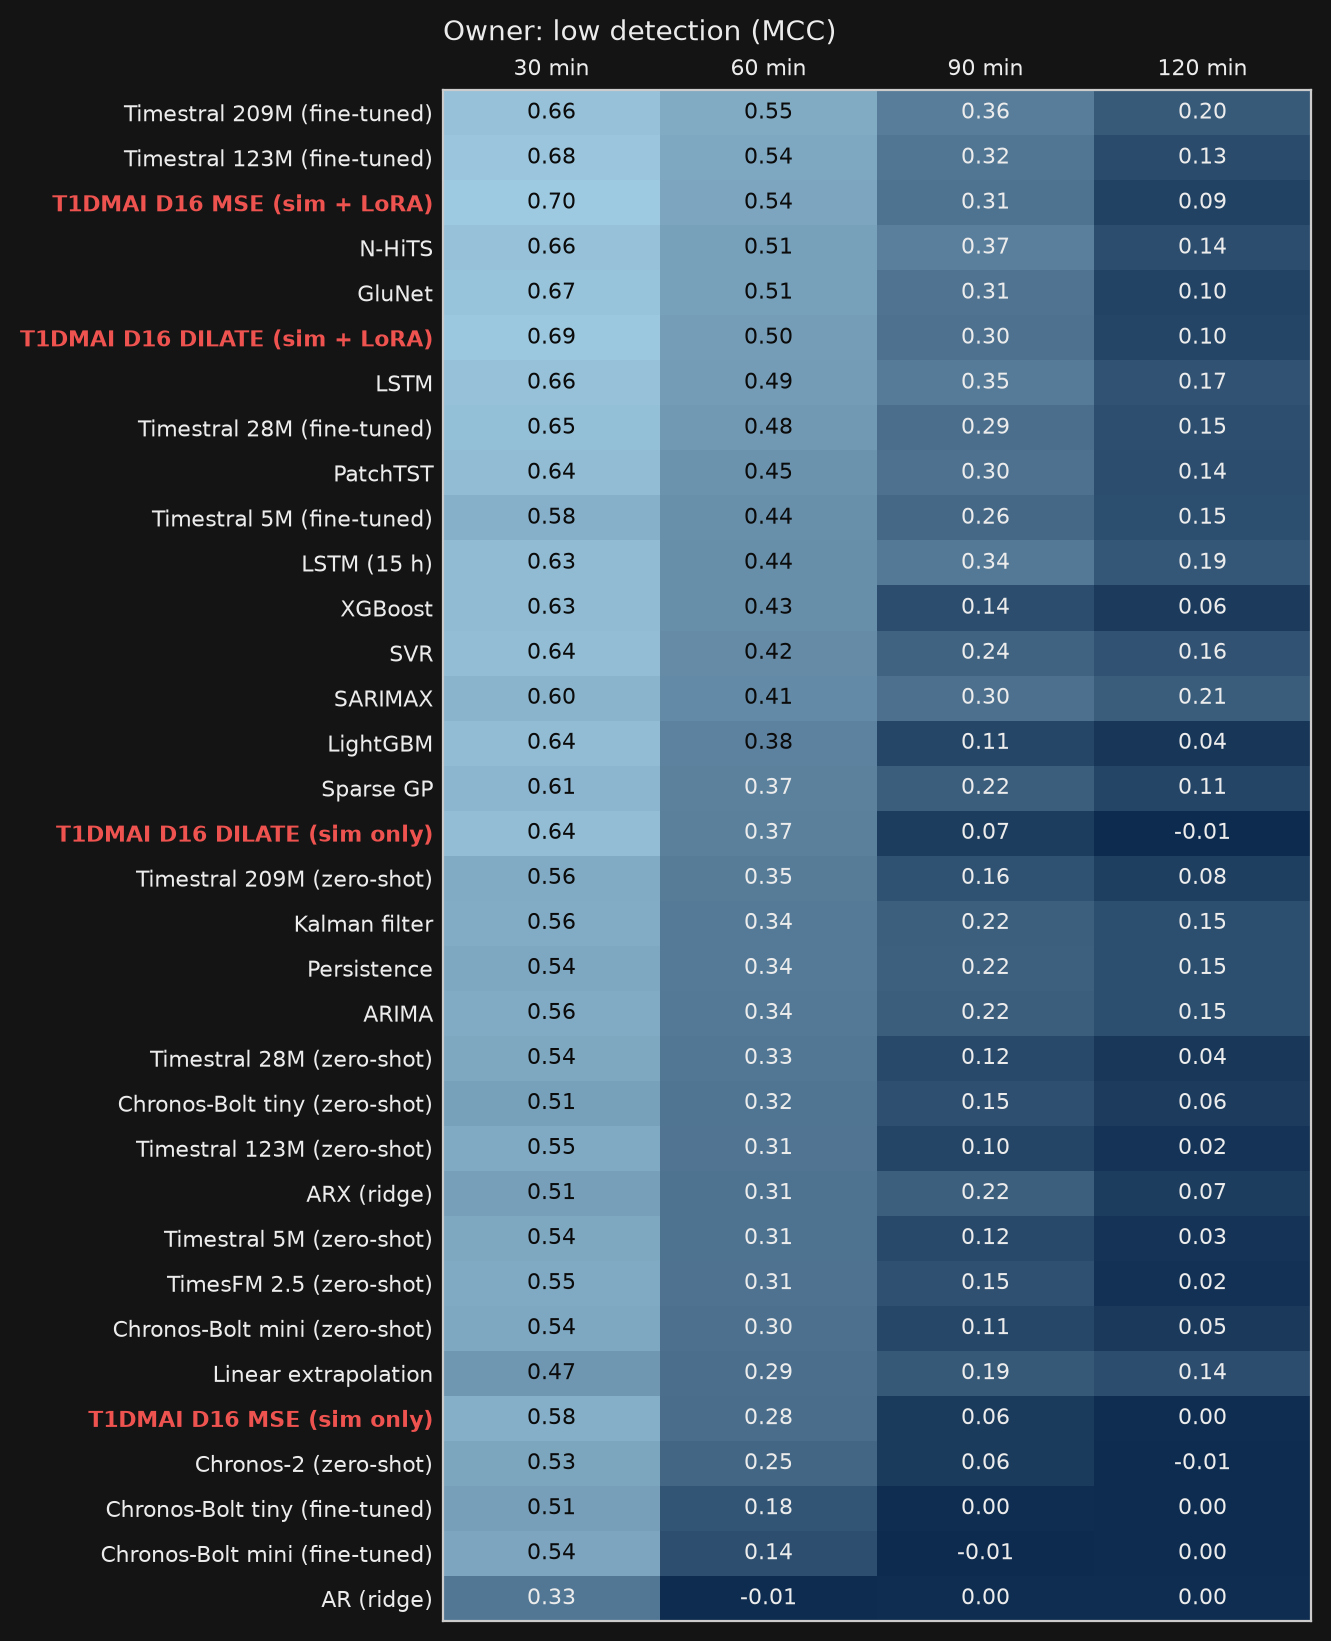 Owner: low detection (MCC)
30 min 60 min 90 min 120 min
Timestral 209M (fine-tuned) 0.66 0.55 0.36 0.20
Timestral 123M (fine-tuned) 0.68 0.54 0.32 0.13
T1DMAI D16 MSE (sim + LoRA) 0.70 0.54 0.31 0.09
N-HiTS 0.66 0.51 0.37 0.14
GluNet 0.67 0.51 0.31 0.10
T1DMAI D16 DILATE (sim + LoRA) 0.69 0.50 0.30 0.10
LSTM 0.66 0.49 0.35 0.17
Timestral 28M (fine-tuned) 0.65 0.48 0.29 0.15
PatchTST 0.64 0.45 0.30 0.14
Timestral 5M (fine-tuned) 0.58 0.44 0.26 0.15
LSTM (15 h) 0.63 0.44 0.34 0.19
XGBoost 0.63 0.43 0.14 0.06
SVR 0.64 0.42 0.24 0.16
SARIMAX 0.60 0.41 0.30 0.21
LightGBM 0.64 0.38 0.11 0.04
Sparse GP 0.61 0.37 0.22 0.11
T1DMAI D16 DILATE (sim only) 0.64 0.37 0.07 -0.01
Timestral 209M (zero-shot) 0.56 0.35 0.16 0.08
Kalman filter 0.56 0.34 0.22 0.15
Persistence 0.54 0.34 0.22 0.15
ARIMA 0.56 0.34 0.22 0.15
Timestral 28M (zero-shot) 0.54 0.33 0.12 0.04
Chronos-Bolt tiny (zero-shot) 0.51 0.32 0.15 0.06
Timestral 123M (zero-shot) 0.55 0.31 0.10 0.02
ARX (ridge) 0.51 0.31 0.22 0.07
Timestral 5M (zero-shot) 0.54 0.31 0.12 0.03
TimesFM 2.5 (zero-shot) 0.55 0.31 0.15 0.02
Chronos-Bolt mini (zero-shot) 0.54 0.30 0.11 0.05
Linear extrapolation 0.47 0.29 0.19 0.14
T1DMAI D16 MSE (sim only) 0.58 0.28 0.06 0.00
Chronos-2 (zero-shot) 0.53 0.25 0.06 -0.01
Chronos-Bolt tiny (fine-tuned) 0.51 0.18 0.00 0.00
Chronos-Bolt mini (fine-tuned) 0.54 0.14 -0.01 0.00
AR (ridge) 0.33 -0.01 0.00 0.00